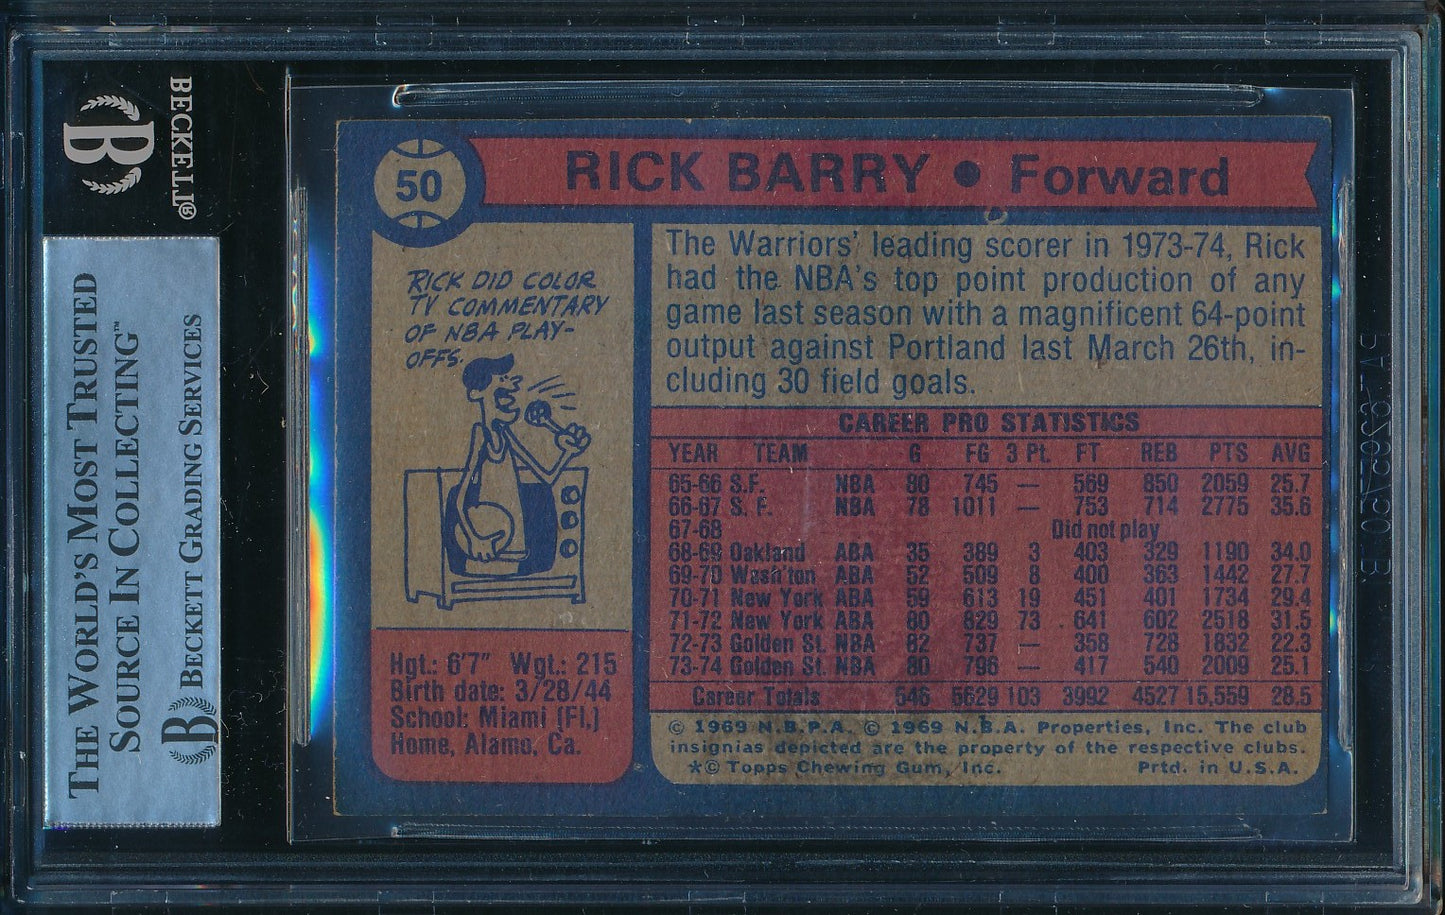 BECKETT®
B
THE WORLD'S MOST TRUSTED
SOURCE IN COLLECTING™
B BECKETT GRADING SERVICES
50
RICK BARRY • Forward
RICK DID COLOR
TV COMMENTARY
OF NBA PLAY-
OFFS.
The Warriors' leading scorer in 1973-74, Rick
had the NBA's top point production of any
game last season with a magnificent 64-point
output against Portland last March 26th, in-
cluding 30 field goals.
CAREER PRO STATISTICS
YEAR TEAM G FG 3 Pt. FT REB PTS AVG
65-66 S.F. NBA 80 745 — 569 850 2059 25.7
66-67 S. F. NBA 78 1011 — 753 714 2775 35.6
67-68 Did not play
68-69 Oakland ABA 35 389 3 403 329 1190 34.0
69-70 Wash'ton ABA 52 509 8 400 363 1442 27.7
70-71 New York ABA 59 613 19 451 401 1734 29.4
71-72 New York ABA 80 829 73 641 602 2518 31.5
72-73 Golden St. NBA 82 737 — 358 728 1832 22.3
73-74 Golden St. NBA 80 796 — 417 540 2009 25.1
Career Totals 546 5629 103 3992 4527 15,559 28.5
Hgt.: 6'7" Wgt.: 215
Birth date: 3/28/44
School: Miami (Fl.)
Home, Alamo, Ca.
© 1969 N.B.P.A. © 1969 N.B.A. Properties, Inc. The club
insignias depicted are the property of the respective clubs.
*© Topps Chewing Gum, Inc. Prtd. in U.S.A.